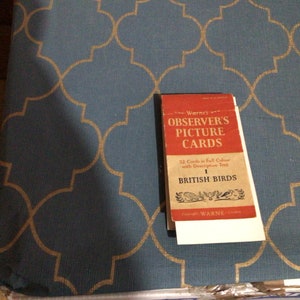 Warne's
OBSERVER'S
PICTURE
CARDS
32 Cards in Full Colour
with Descriptive Text
1
BRITISH BIRDS
WARNE